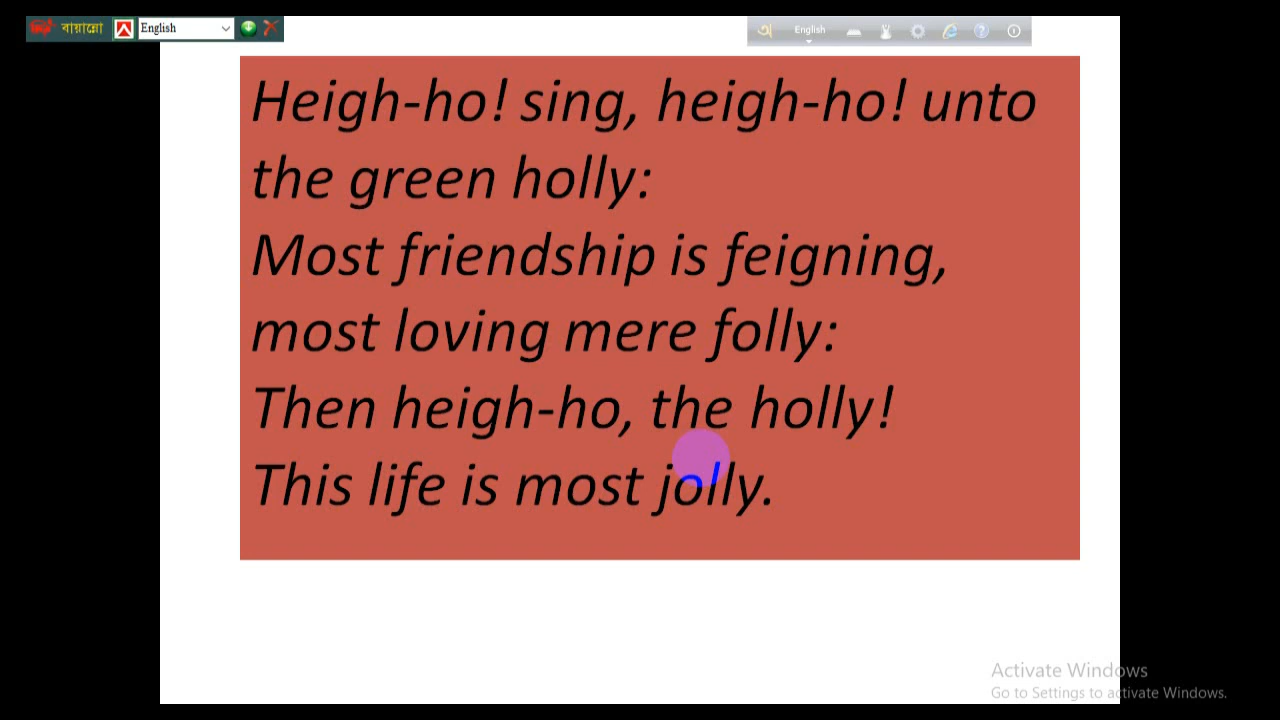 বায়ান্নো English English
Heigh-ho! sing, heigh-ho! unto
the green holly:
Most friendship is feigning,
most loving mere folly:
Then heigh-ho, the holly!
This life is most jolly.
Activate Windows
Go to Settings to activate Windows.